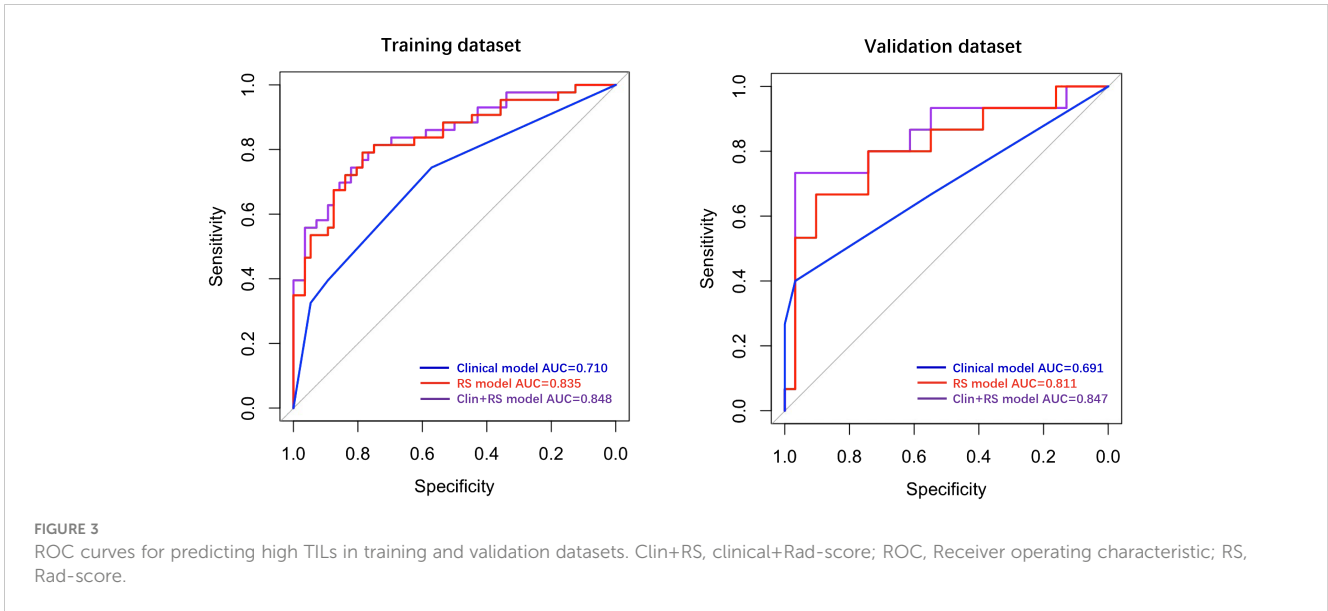 Training dataset
Sensitivity
1.0
0.8
0.6
0.4
0.2
0.0
Clinical model AUC=0.710
RS model AUC=0.835
Clin+RS model AUC=0.848
1.0 0.8 0.6 0.4 0.2 0.0
Specificity
Validation dataset
Sensitivity
1.0
0.8
0.6
0.4
0.2
0.0
Clinical model AUC=0.691
RS model AUC=0.811
Clin+RS model AUC=0.847
1.0 0.8 0.6 0.4 0.2 0.0
Specificity
FIGURE 3
ROC curves for predicting high TILs in training and validation datasets. Clin+RS, clinical+Rad-score; ROC, Receiver operating characteristic; RS,
Rad-score.